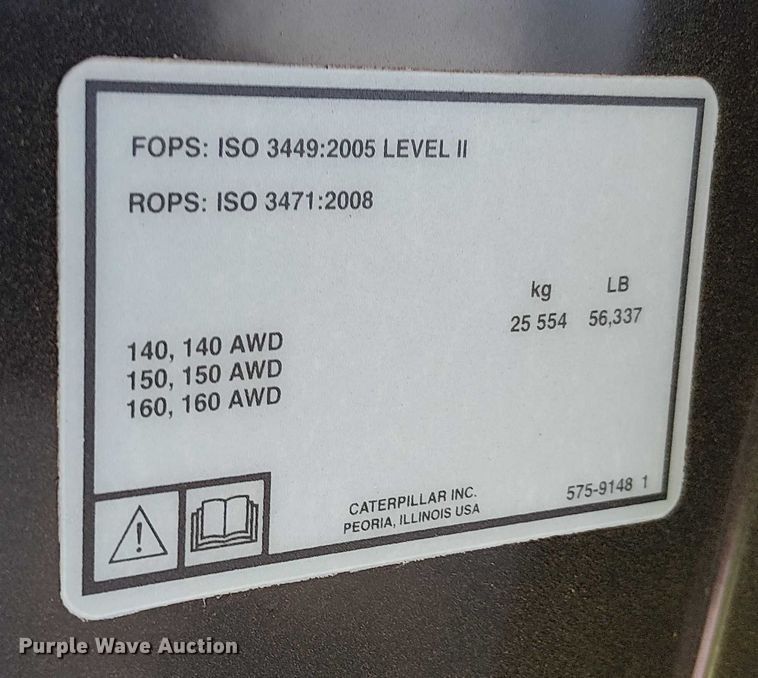 FOPS: ISO 3449:2005 LEVEL II
ROPS: ISO 3471:2008
kg LB
25 554 56,337
140, 140 AWD
150, 150 AWD
160, 160 AWD
CATERPILLAR INC.
PEORIA, ILLINOIS USA
575-9148 1
Purple Wave Auction